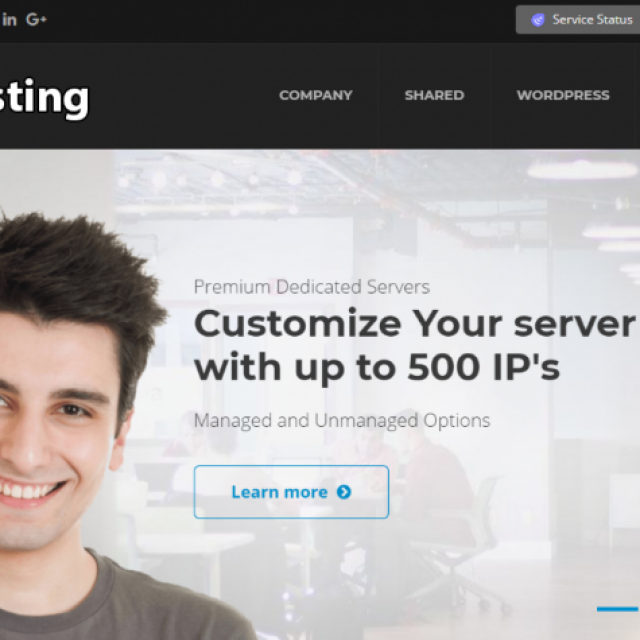 in G+
Service Status
sting
COMPANY SHARED WORDPRESS
Premium Dedicated Servers
Customize Your server
with up to 500 IP's
Managed and Unmanaged Options
Learn more